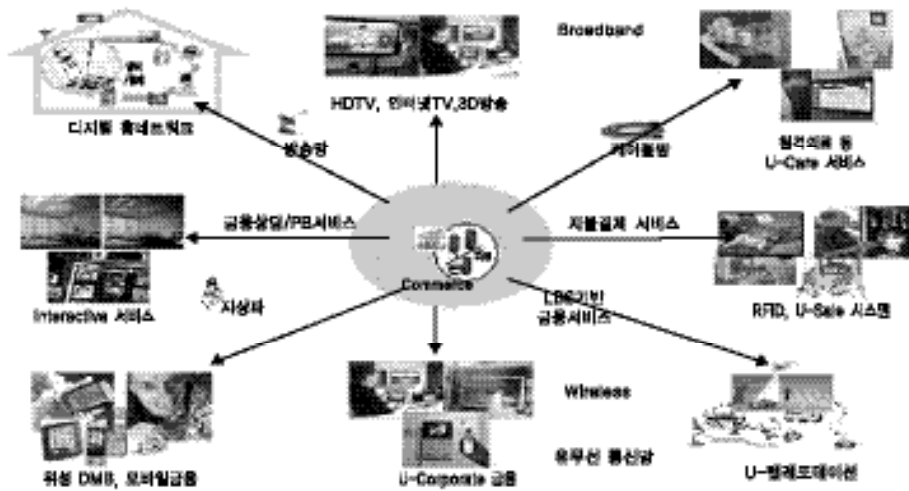 Broadband
HDTV, 인터넷TV,3D방송
디지털 홈네트워크
방송망
케이블망
원격의료 등
U-Care 서비스
금융상담/PB서비스
지불결제 서비스
Commerce
Interactive 서비스
지상파
LBS기반
금융서비스
RFID, U-Sale 시스템
Wireless
유무선 통신망
위성 DMB, 모바일금융
U-Corporate 금융
U-텔레포테이션